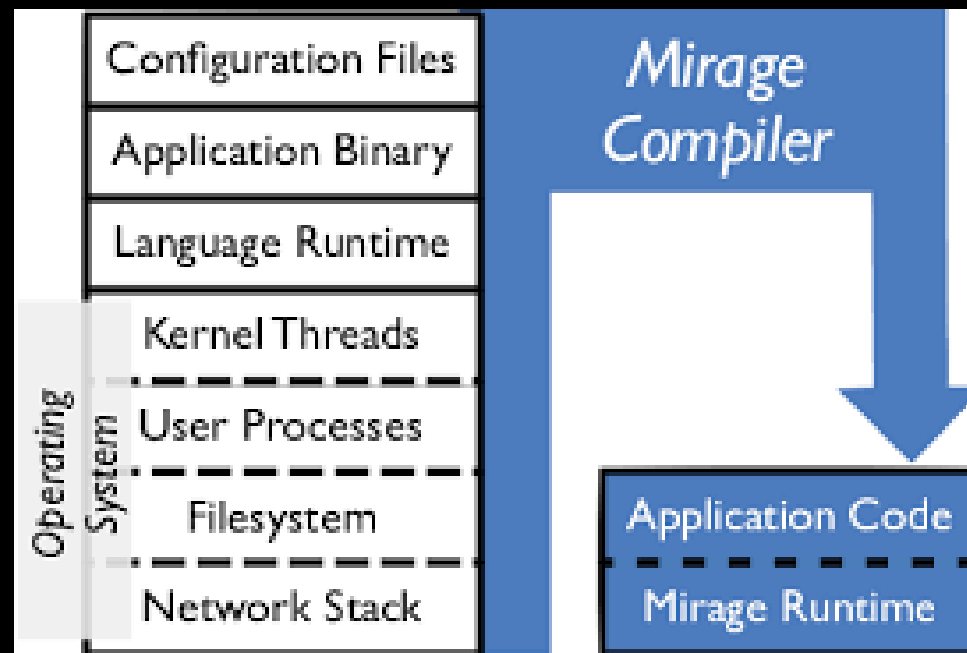 Configuration Files
Application Binary
Language Runtime
Kernel Threads
User Processes
Filesystem
Network Stack
Operating
System
Mirage
Compiler
Application Code
Mirage Runtime